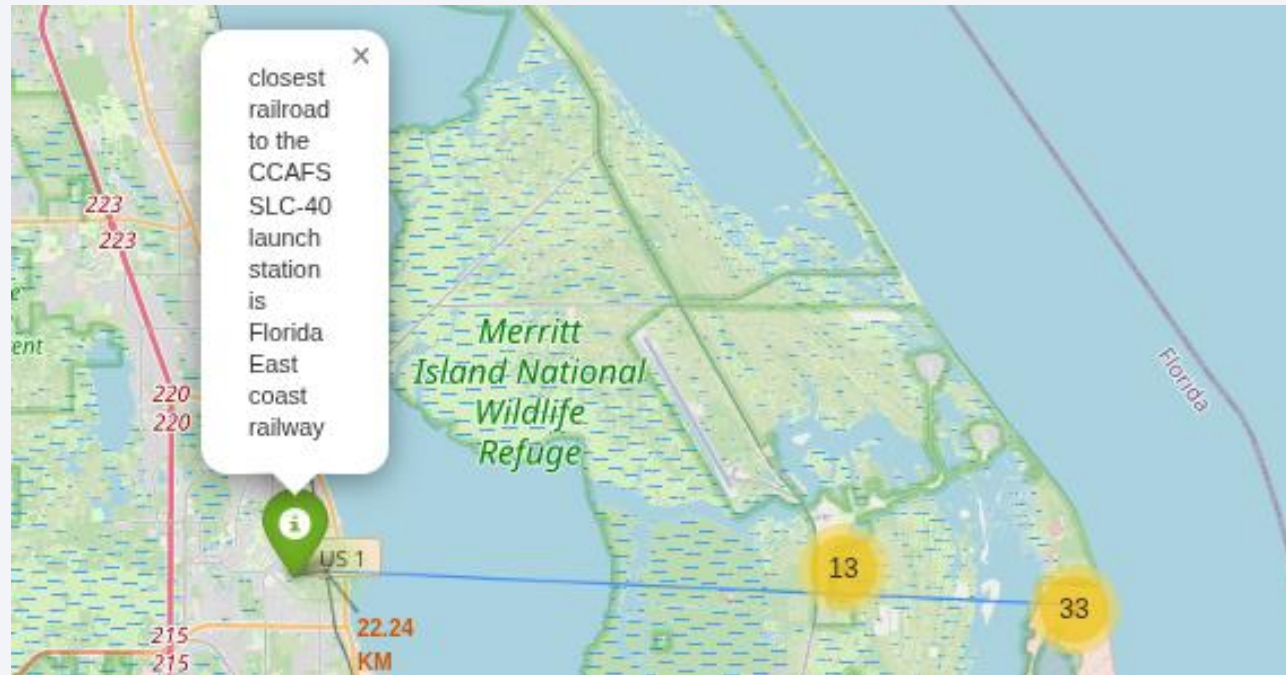 ×
closest
railroad
to the
CCAFS
SLC-40
launch
station
is
Florida
East
coast
railway
223
223
ent
220
220
Merritt
Island National
Wildlife
Refuge
Florida
US 1
13
33
22.24
KM
215
215